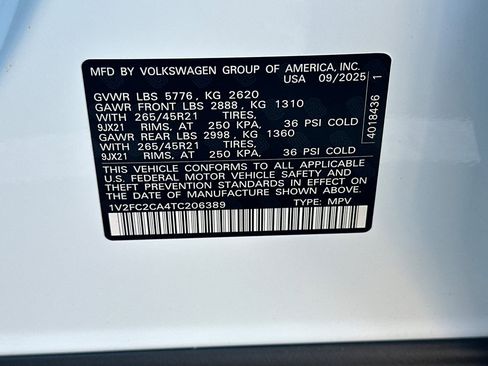 MFD BY VOLKSWAGEN GROUP OF AMERICA, INC.
USA 09/2025
GVWR LBS 5776, KG 2620
GAWR FRONT LBS 2888, KG 1310
WITH 265/45R21 TIRES,
9JX21 RIMS, AT 250 KPA, 36 PSI COLD
GAWR REAR LBS 2998, KG 1360
WITH 265/45R21 TIRES,
9JX21 RIMS, AT 250 KPA, 36 PSI COLD
THIS VEHICLE CONFORMS TO ALL APPLICABLE
FEDERAL MOTOR VEHICLE SAFETY AND
THEFT PREVENTION STANDARDS IN EFFECT ON
THE DATE OF MANUFACTURE SHOWN ABOVE.
1V2FC2CA4TC206389 TYPE: MPV
4018436 1